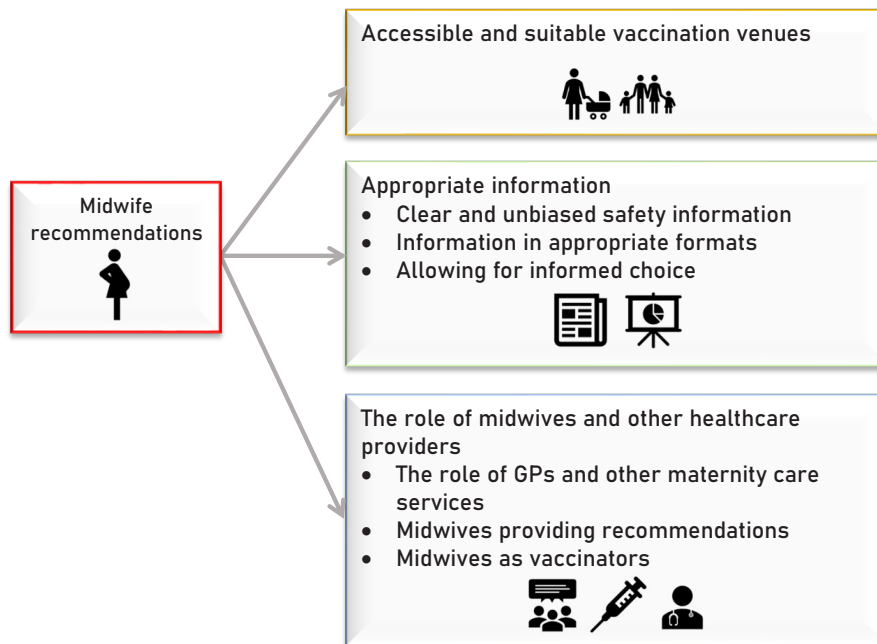 Accessible and suitable vaccination venues
Midwife
recommendations
Appropriate information
• Clear and unbiased safety information
• Information in appropriate formats
• Allowing for informed choice
The role of midwives and other healthcare
providers
• The role of GPs and other maternity care
services
• Midwives providing recommendations
• Midwives as vaccinators